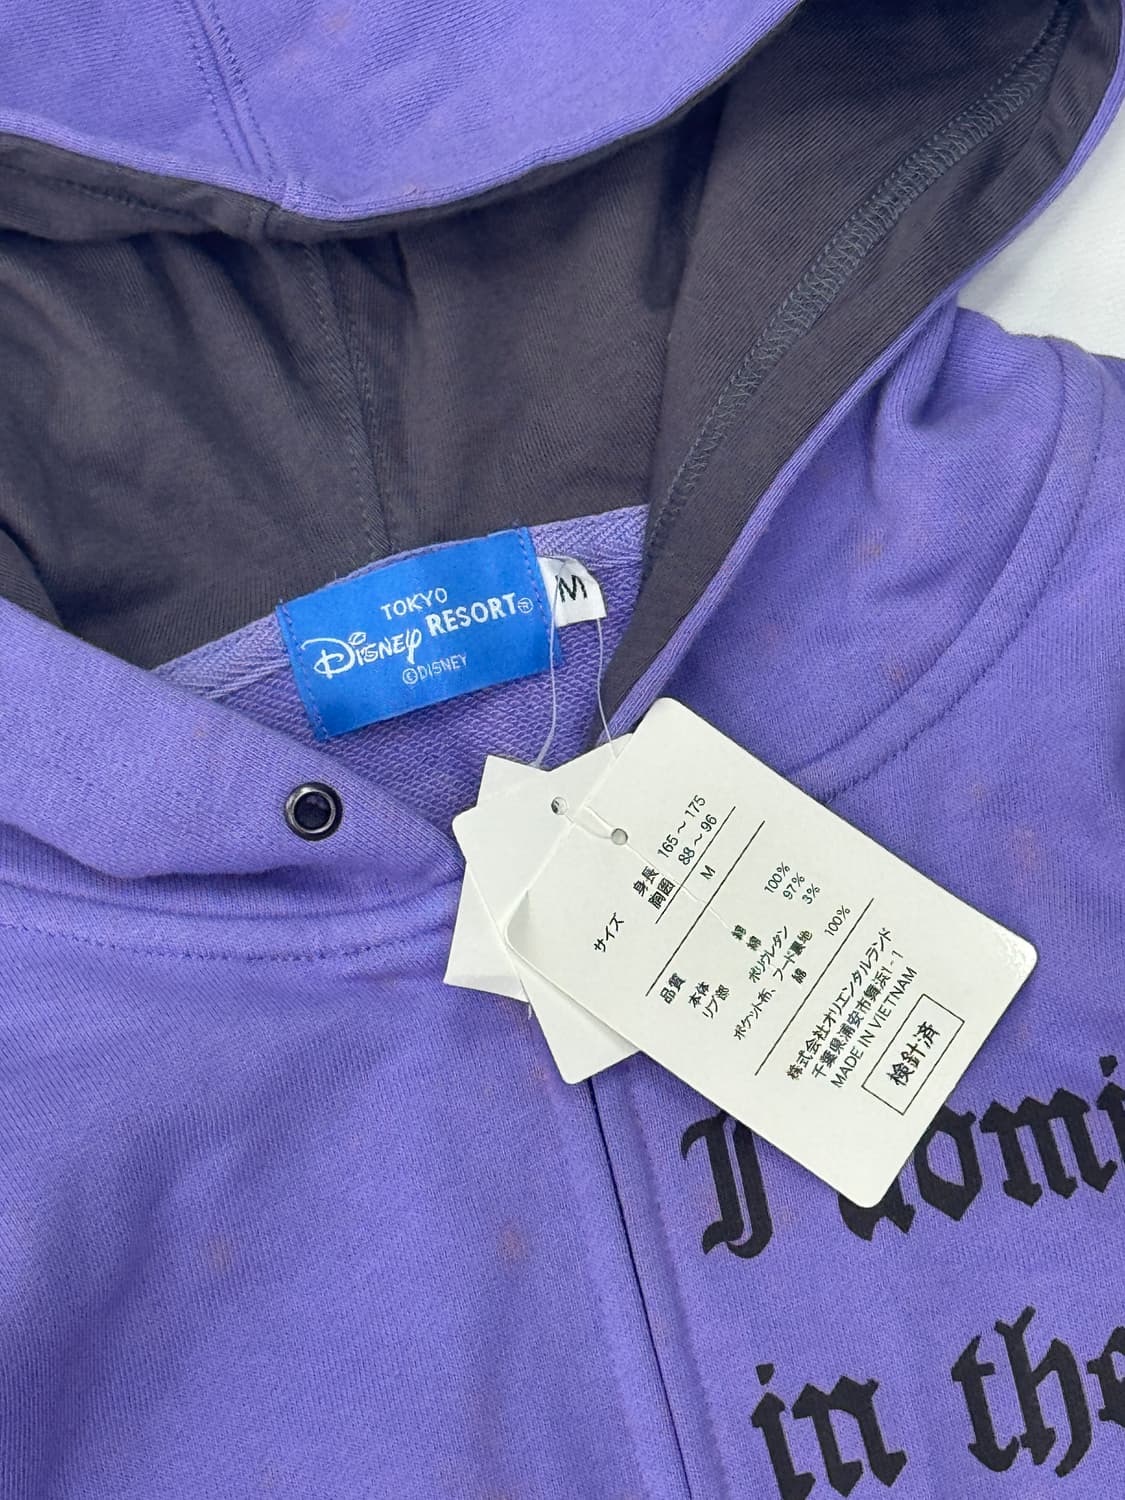 TOKYO
Disney RESORT®
©DISNEY
M
サイズ
身長 165～175
胸囲 88～96
M
品質
本体 綿 100%
リブ部 綿 97%
ポリウレタン 3%
ポケット布、フード裏地
綿 100%
株式会社オリエンタルランド
千葉県浦安市舞浜1-1
MADE IN VIETNAM
検針済
I domi
in the